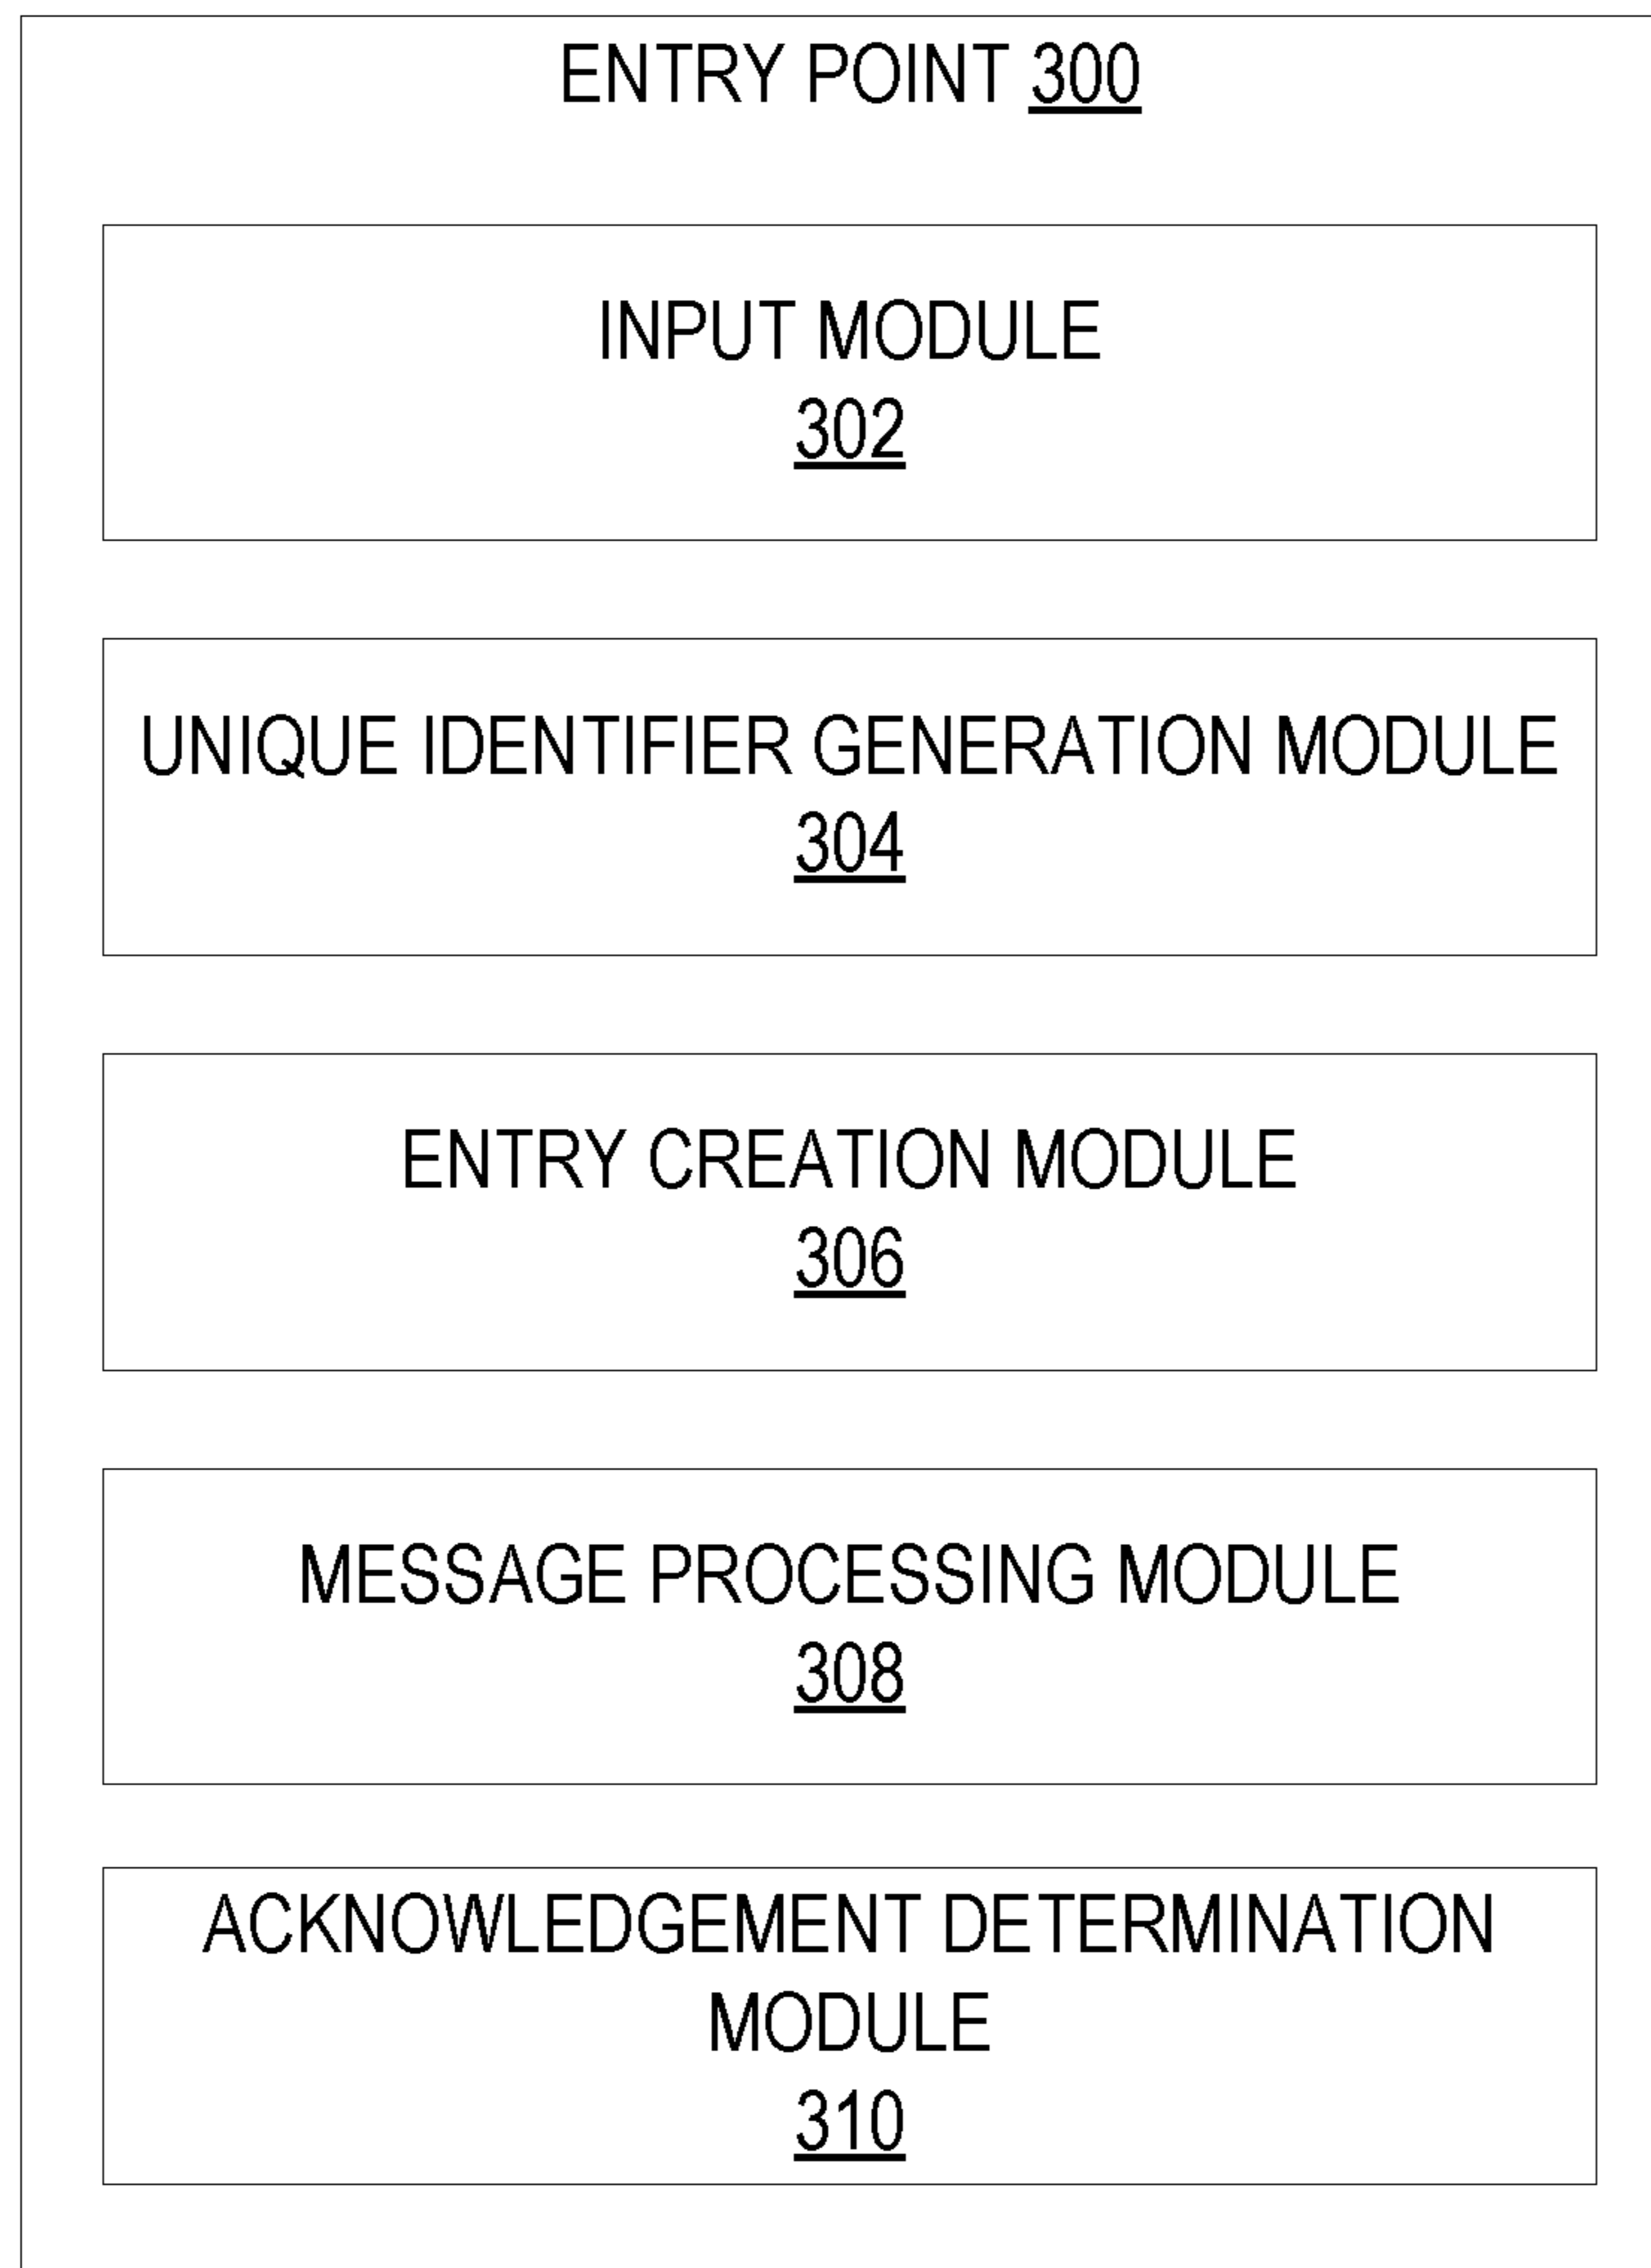 ENTRY POINT 300
INPUT MODULE
302
UNIQUE IDENTIFIER GENERATION MODULE
304
ENTRY CREATION MODULE
306
MESSAGE PROCESSING MODULE
308
ACKNOWLEDGEMENT DETERMINATION
MODULE
310